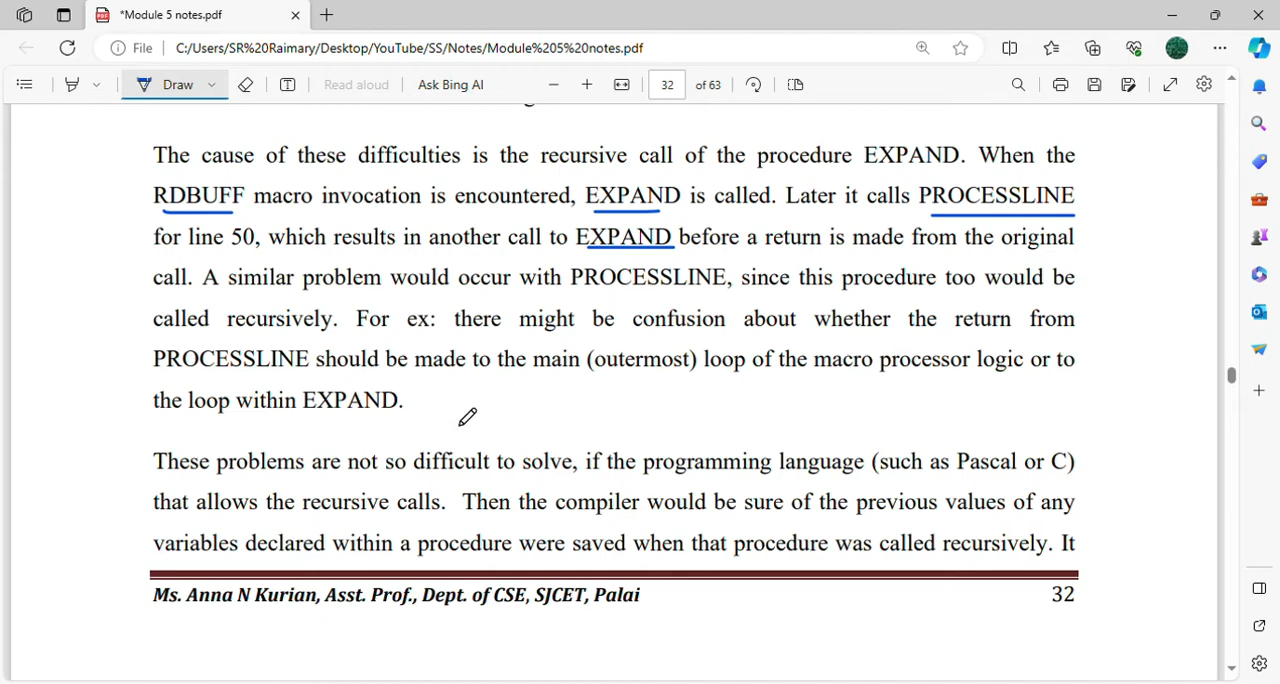 *Module 5 notes.pdf
File
C:/Users/SR%20Raimary/Desktop/YouTube/SS/Notes/Module%205%20notes.pdf
Draw
Read aloud
Ask Bing AI
32
of 63
The cause of these difficulties is the recursive call of the procedure EXPAND. When the
RDBUFF macro invocation is encountered, EXPAND is called. Later it calls PROCESSLINE
for line 50, which results in another call to EXPAND before a return is made from the original
call. A similar problem would occur with PROCESSLINE, since this procedure too would be
called recursively. For ex: there might be confusion about whether the return from
PROCESSLINE should be made to the main (outermost) loop of the macro processor logic or to
the loop within EXPAND.
These problems are not so difficult to solve, if the programming language (such as Pascal or C)
that allows the recursive calls. Then the compiler would be sure of the previous values of any
variables declared within a procedure were saved when that procedure was called recursively. It
Ms. Anna N Kurian, Asst. Prof., Dept. of CSE, SJCET, Palai
32